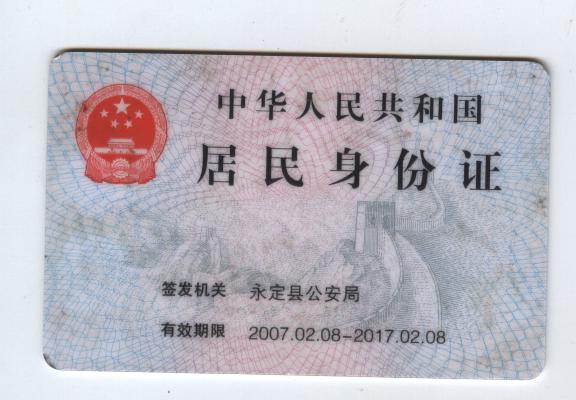 中华人民共和国
居民身份证
签发机关 永定县公安局
有效期限 2007.02.08-2017.02.08